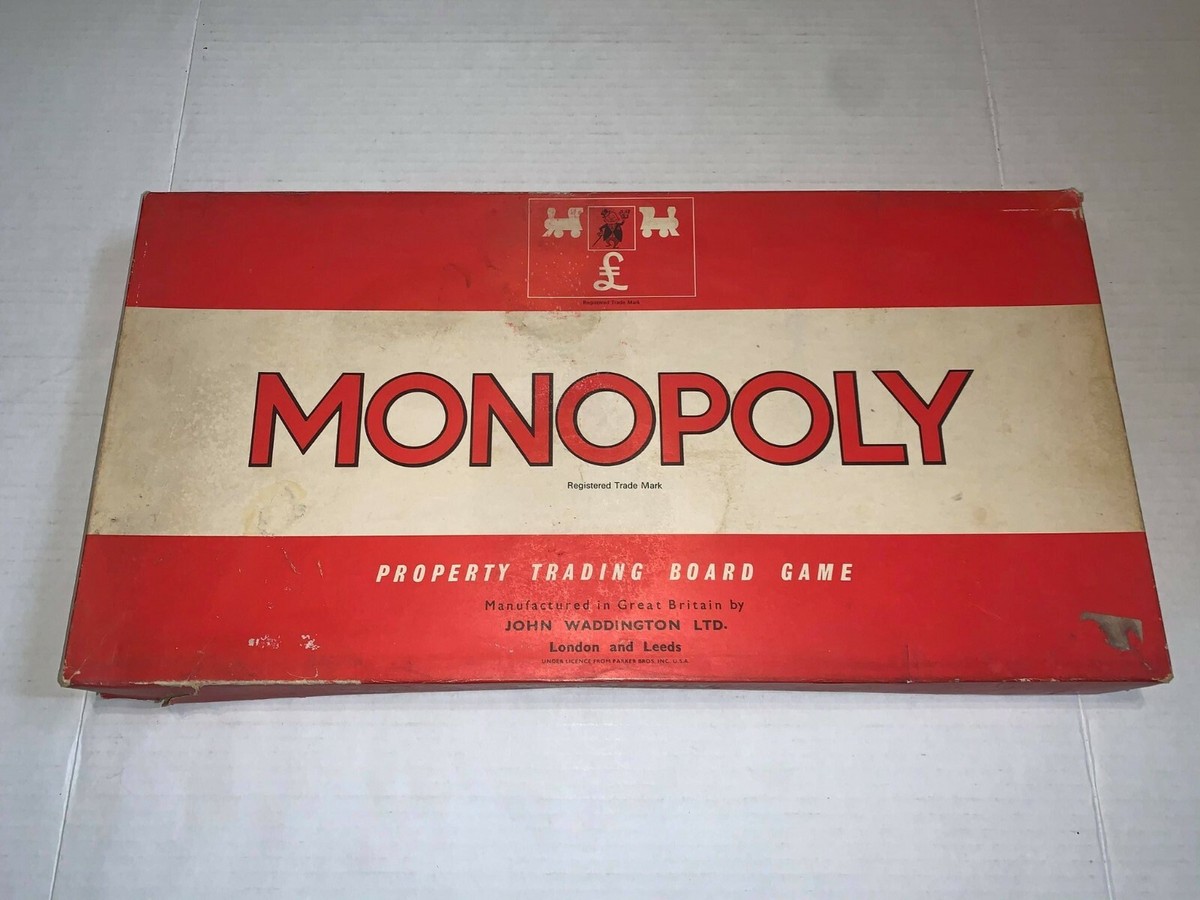 £
Registered Trade Mark
MONOPOLY
Registered Trade Mark
PROPERTY TRADING BOARD GAME
Manufactured in Great Britain by
JOHN WADDINGTON LTD.
London and Leeds
UNDER LICENCE FROM PARKER BROS. INC. U.S.A.